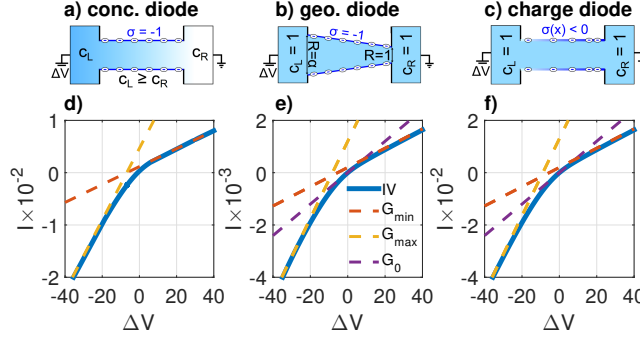 a) conc. diode
b) geo. diode
c) charge diode
σ = -1
c_L
c_R
ΔV
c_L ≥ c_R
σ = -1
c_L = 1
R=α
R=1
c_R = 1
ΔV
σ(x) < 0
c_L = 1
c_R = 1
ΔV
d)
I×10⁻²
1
0
-1
-2
-40 -20 0 20 40
ΔV
e)
I×10⁻³
2
0
-2
-4
-40 -20 0 20 40
ΔV
IV
G_min
G_max
G_0
f)
I×10⁻²
2
0
-2
-4
-40 -20 0 20 40
ΔV